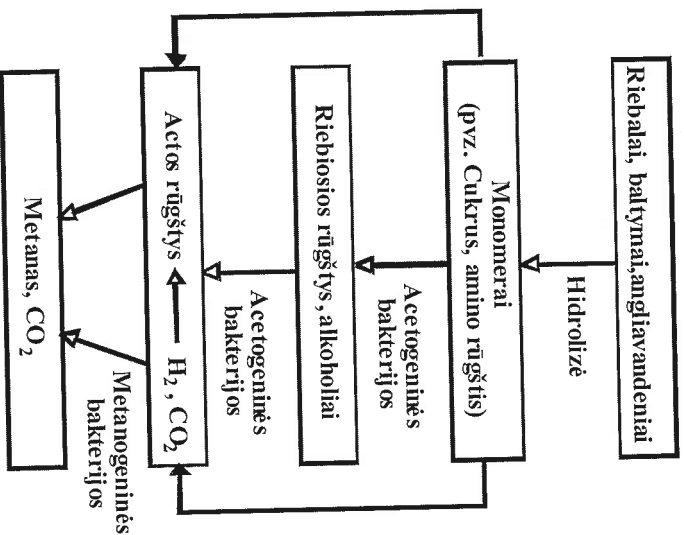 Riebalai, baltymai,angliavandeniai
Hidrolizė
Monomerai
(pvz. Cukrus, amino rūgštis)
Acetogeninės
bakterijos
Riebiosios rūgštys, alkoholiai
Acetogeninės
bakterijos
Actos rūgštys H₂ , CO₂
Metanogeninės
bakterijos
Metanas, CO₂